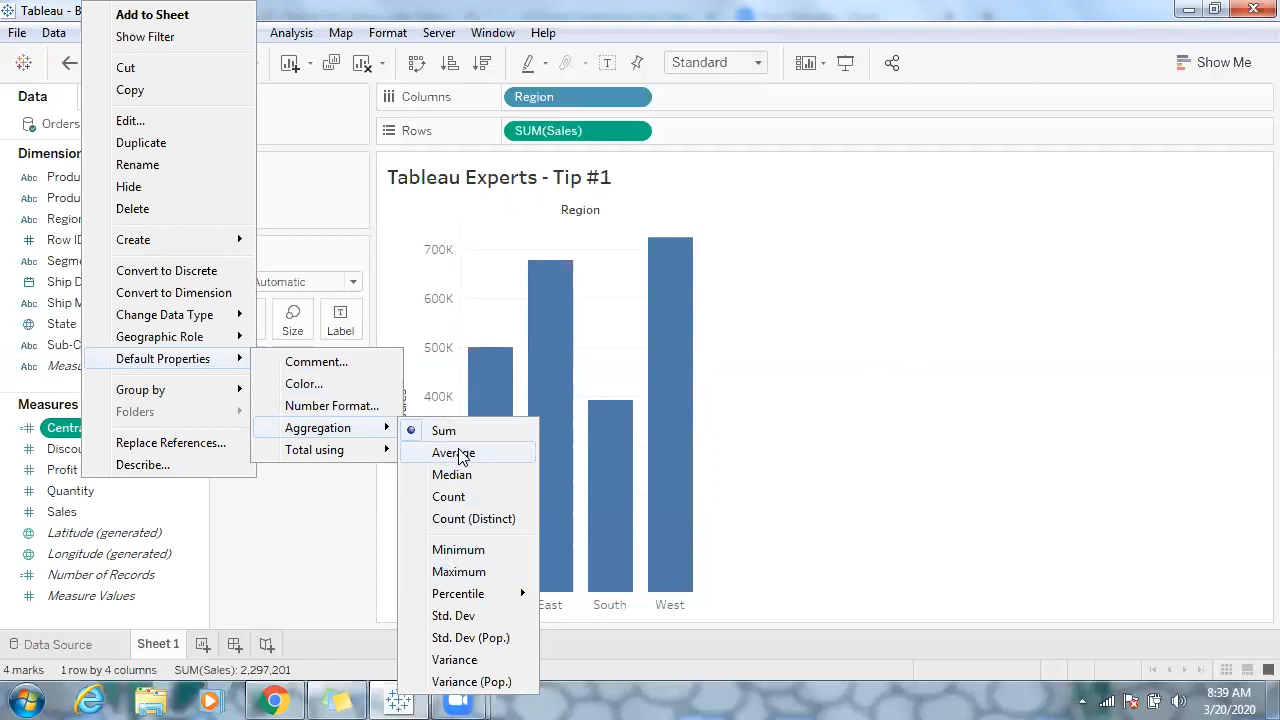 Tableau - B
File
Data
Analysis
Map
Format
Server
Window
Help
Standard
Show Me
Data
Orders
Dimension
Produ
Produ
Region
Row ID
Segme
Ship D
Ship M
State
Sub-C
Measu
Measures
Centra
Discou
Profit
Quantity
Sales
Latitude (generated)
Longitude (generated)
Number of Records
Measure Values
Add to Sheet
Show Filter
Cut
Copy
Edit...
Duplicate
Rename
Hide
Delete
Create
Convert to Discrete
Convert to Dimension
Change Data Type
Geographic Role
Default Properties
Group by
Folders
Replace References...
Describe...
Comment...
Color...
Number Format...
Aggregation
Total using
Sum
Average
Median
Count
Count (Distinct)
Minimum
Maximum
Percentile
Std. Dev
Std. Dev (Pop.)
Variance
Variance (Pop.)
Automatic
Size
Label
Columns
Region
Rows
SUM(Sales)
Tableau Experts - Tip #1
Region
700K
600K
500K
400K
East
South
West
Data Source
Sheet 1
4 marks
1 row by 4 columns
SUM(Sales): 2,297,201
8:39 AM
3/20/2020